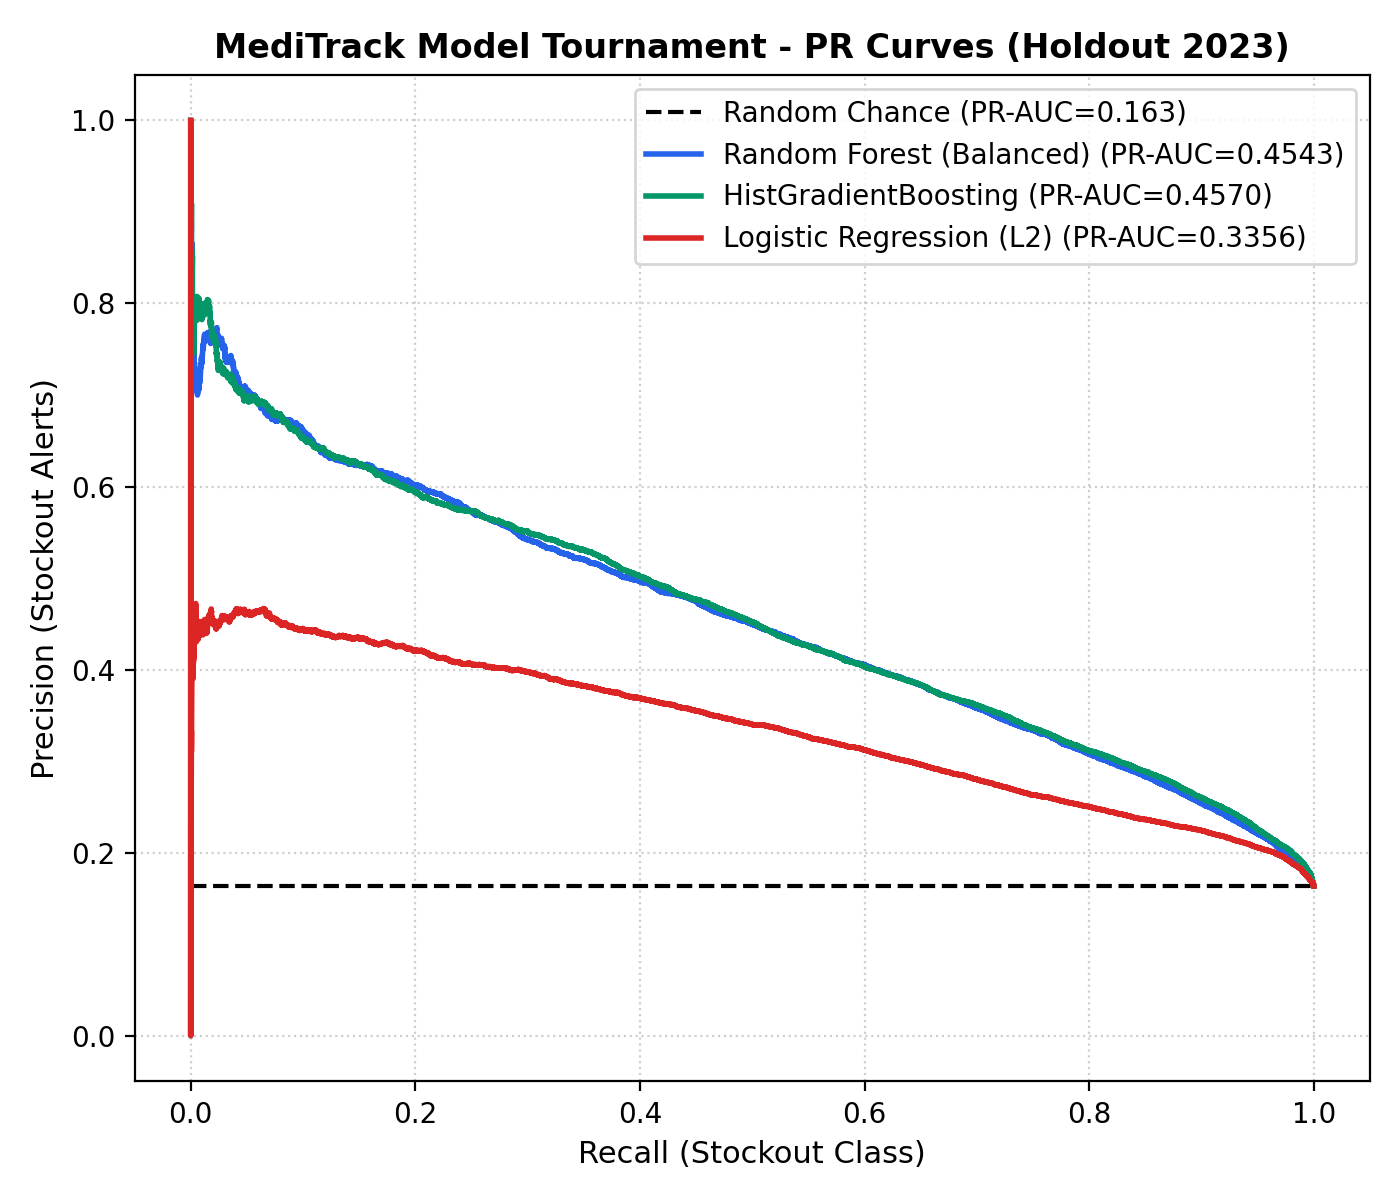 MediTrack Model Tournament - PR Curves (Holdout 2023)
Random Chance (PR-AUC=0.163)
Random Forest (Balanced) (PR-AUC=0.4543)
HistGradientBoosting (PR-AUC=0.4570)
Logistic Regression (L2) (PR-AUC=0.3356)
Precision (Stockout Alerts)
1.0
0.8
0.6
0.4
0.2
0.0
0.0 0.2 0.4 0.6 0.8 1.0
Recall (Stockout Class)